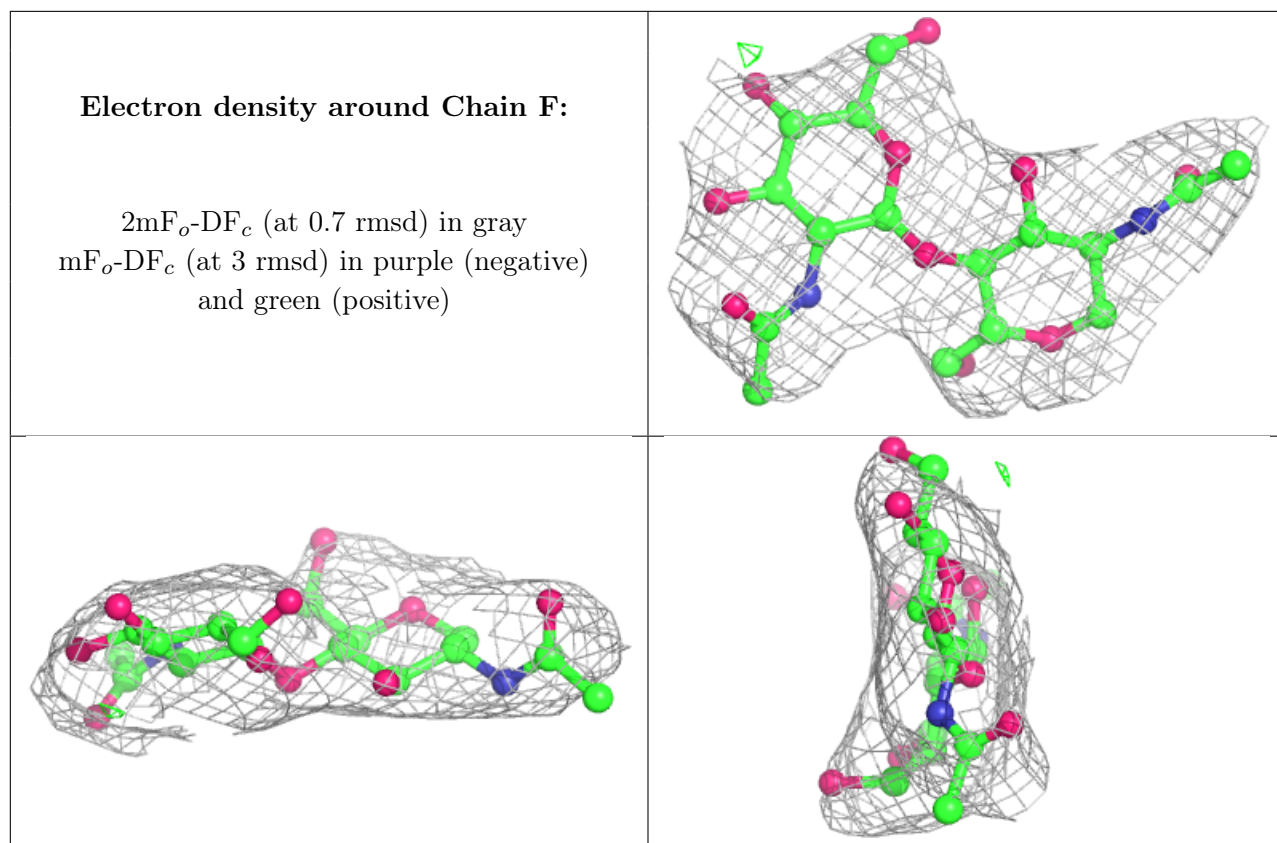 Electron density around Chain F:
2mFₒ-DF𝒸 (at 0.7 rmsd) in gray
mFₒ-DF𝒸 (at 3 rmsd) in purple (negative)
and green (positive)